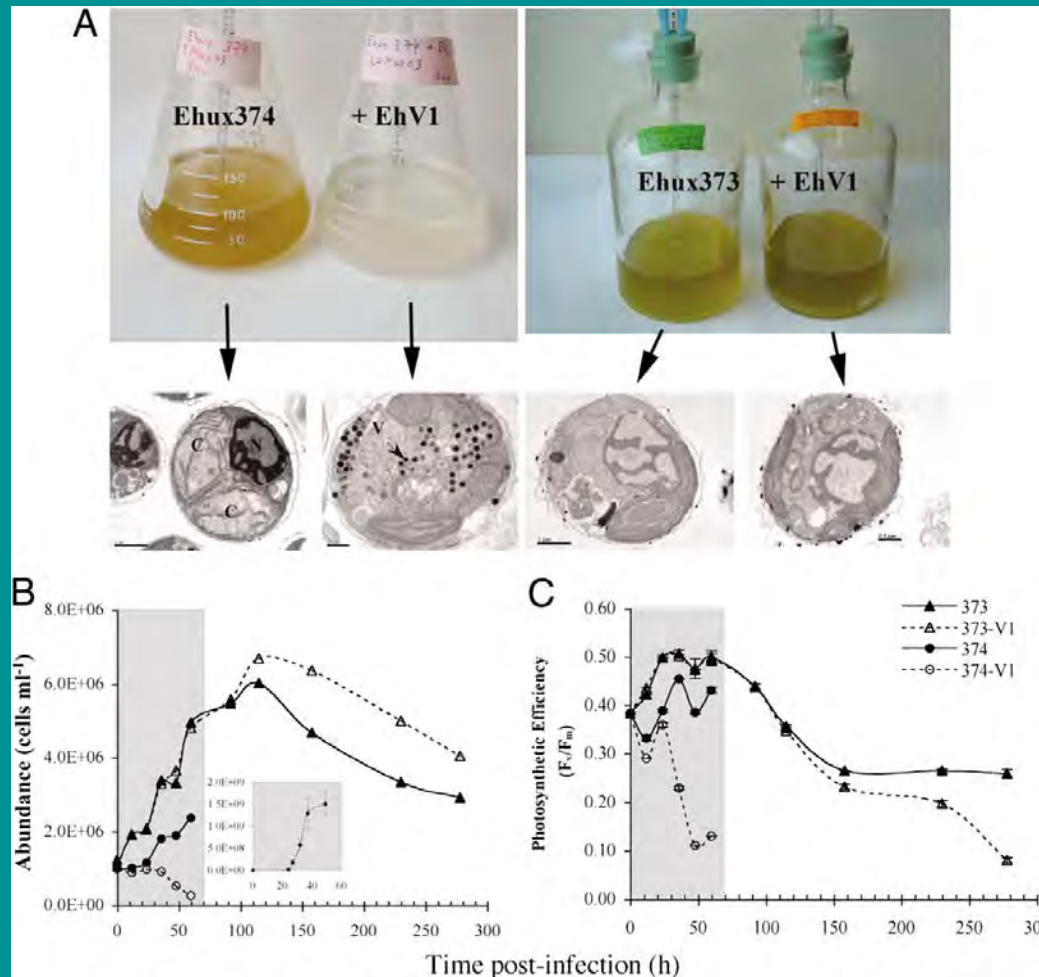 A
Ehux374
+ EhV1
Ehux373
+ EhV1
150
100
50
C
N
C
V
B
8.0E+06
6.0E+06
4.0E+06
2.0E+06
0.0E+00
Abundance (cells ml-1)
2.0E+09
1.5E+09
1.0E+09
5.0E+08
0.0E+00
0 20 40 60
0 50 100 150 200 250 300
C
0.60
0.50
0.40
0.30
0.20
0.10
0.00
Photosynthetic Efficiency
(Fv/Fm)
373
373-V1
374
374-V1
0 50 100 150 200 250 30
Time post-infection (h)